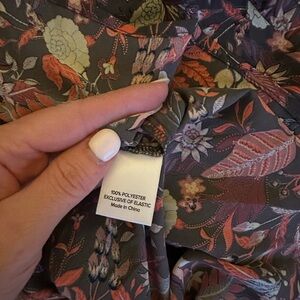 100% POLYESTER
EXCLUSIVE OF ELASTIC
Made in China